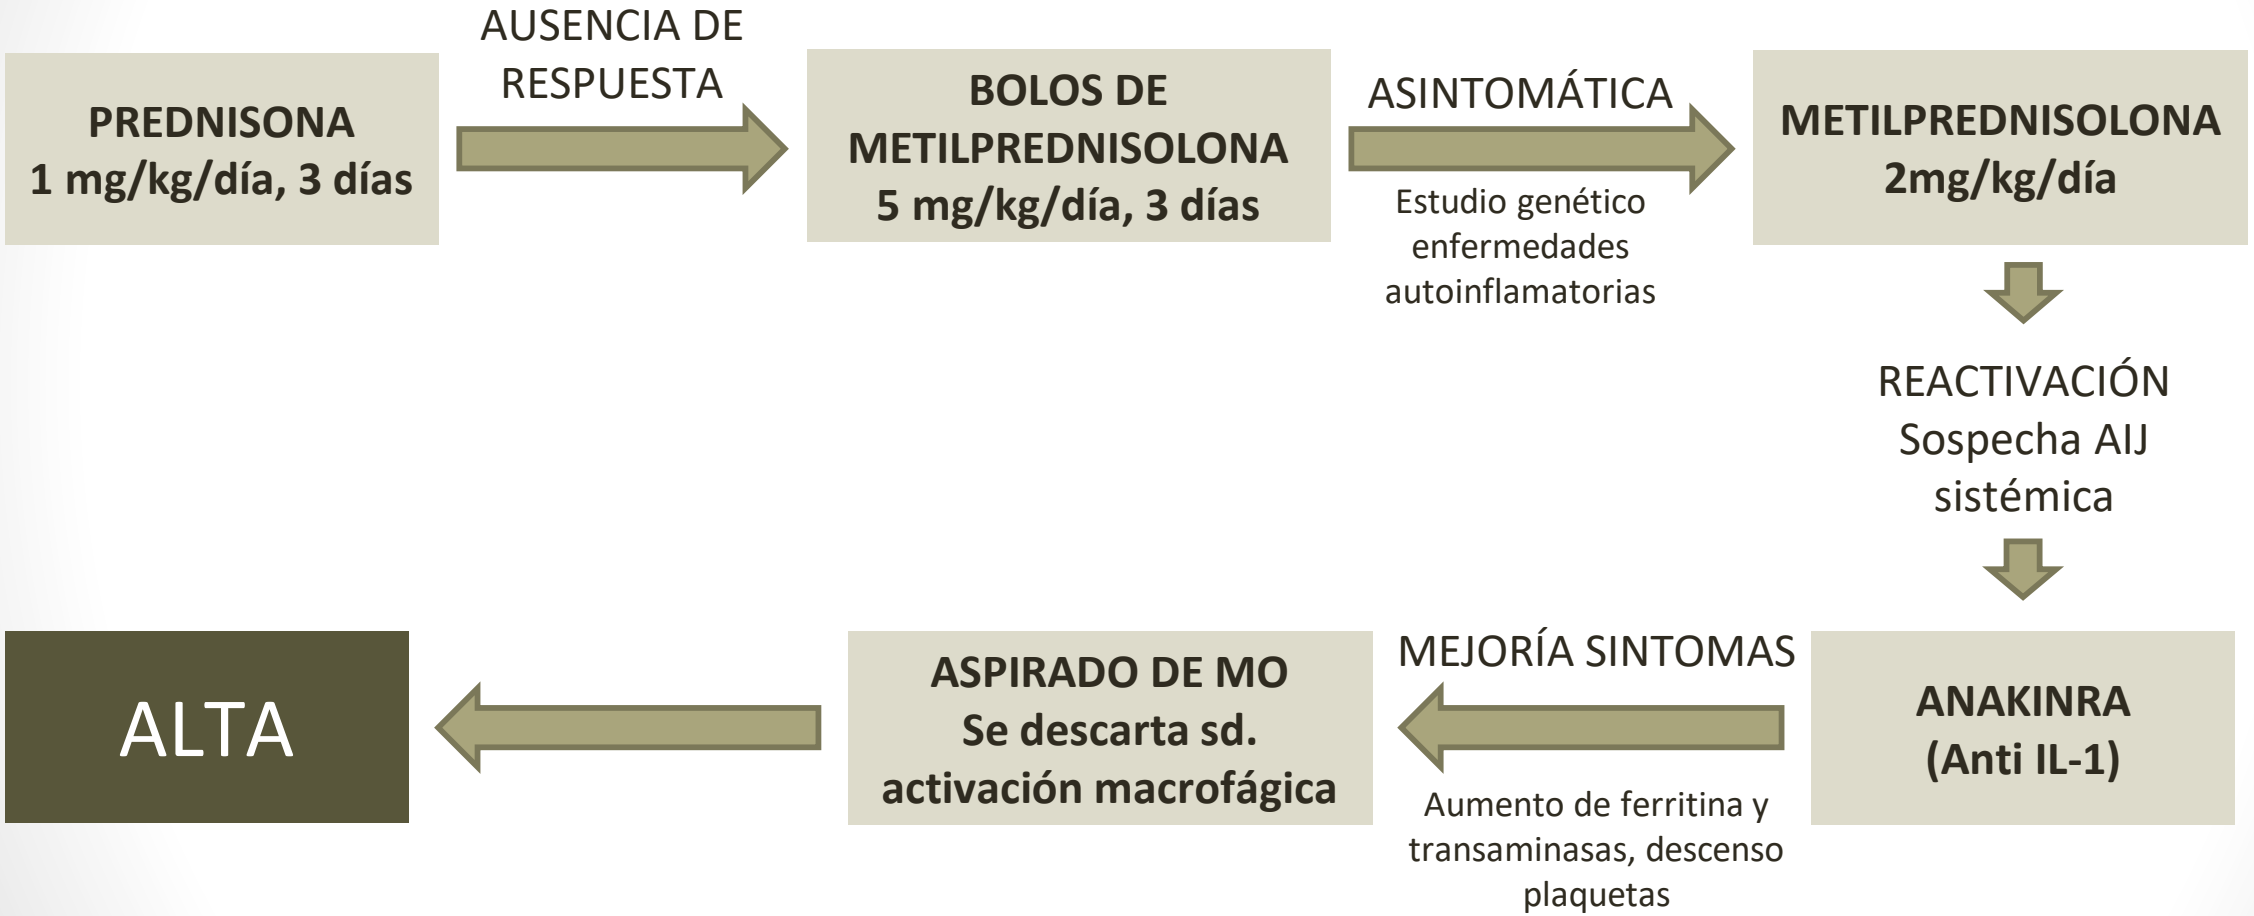 PREDNISONA
1 mg/kg/día, 3 días
AUSENCIA DE
RESPUESTA
BOLOS DE
METILPREDNISOLONA
5 mg/kg/día, 3 días
ASINTOMÁTICA
Estudio genético
enfermedades
autoinflamatorias
METILPREDNISOLONA
2mg/kg/día
REACTIVACIÓN
Sospecha AIJ
sistémica
ANAKINRA
(Anti IL-1)
MEJORÍA SINTOMAS
Aumento de ferritina y
transaminasas, descenso
plaquetas
ASPIRADO DE MO
Se descarta sd.
activación macrofágica
ALTA